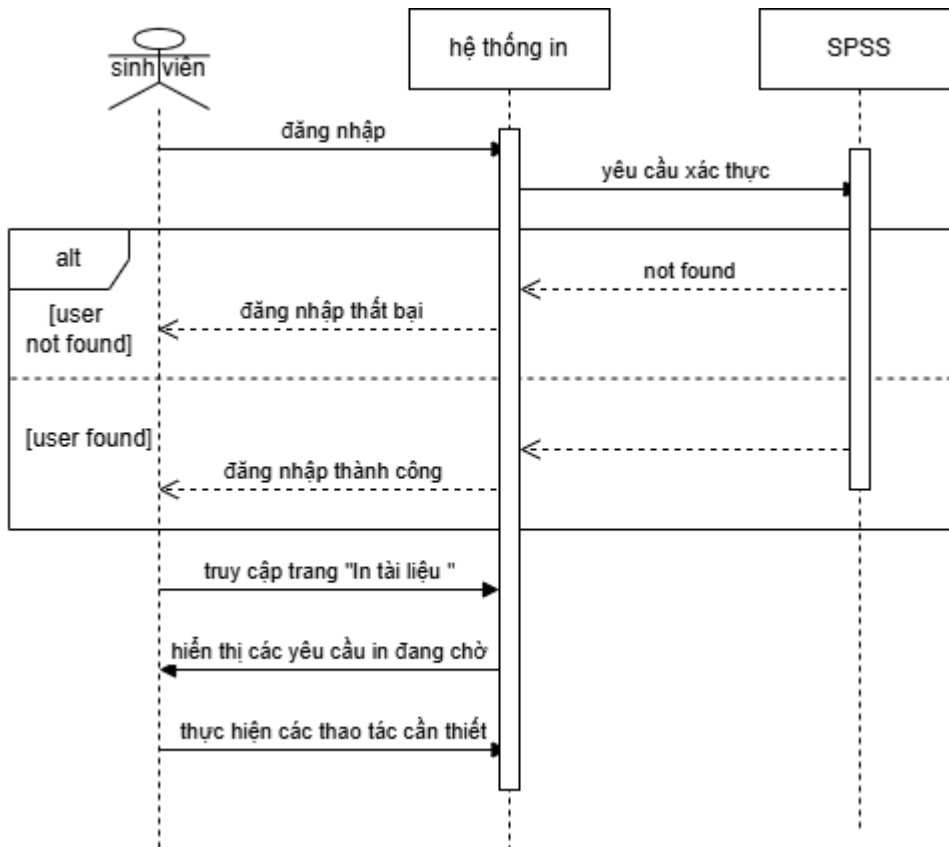 sinh viên
hệ thống in
SPSS
đăng nhập
yêu cầu xác thực
alt
not found
[user
not found]
đăng nhập thất bại
[user found]
đăng nhập thành công
truy cập trang "In tài liệu "
hiển thị các yêu cầu in đang chờ
thực hiện các thao tác cần thiết